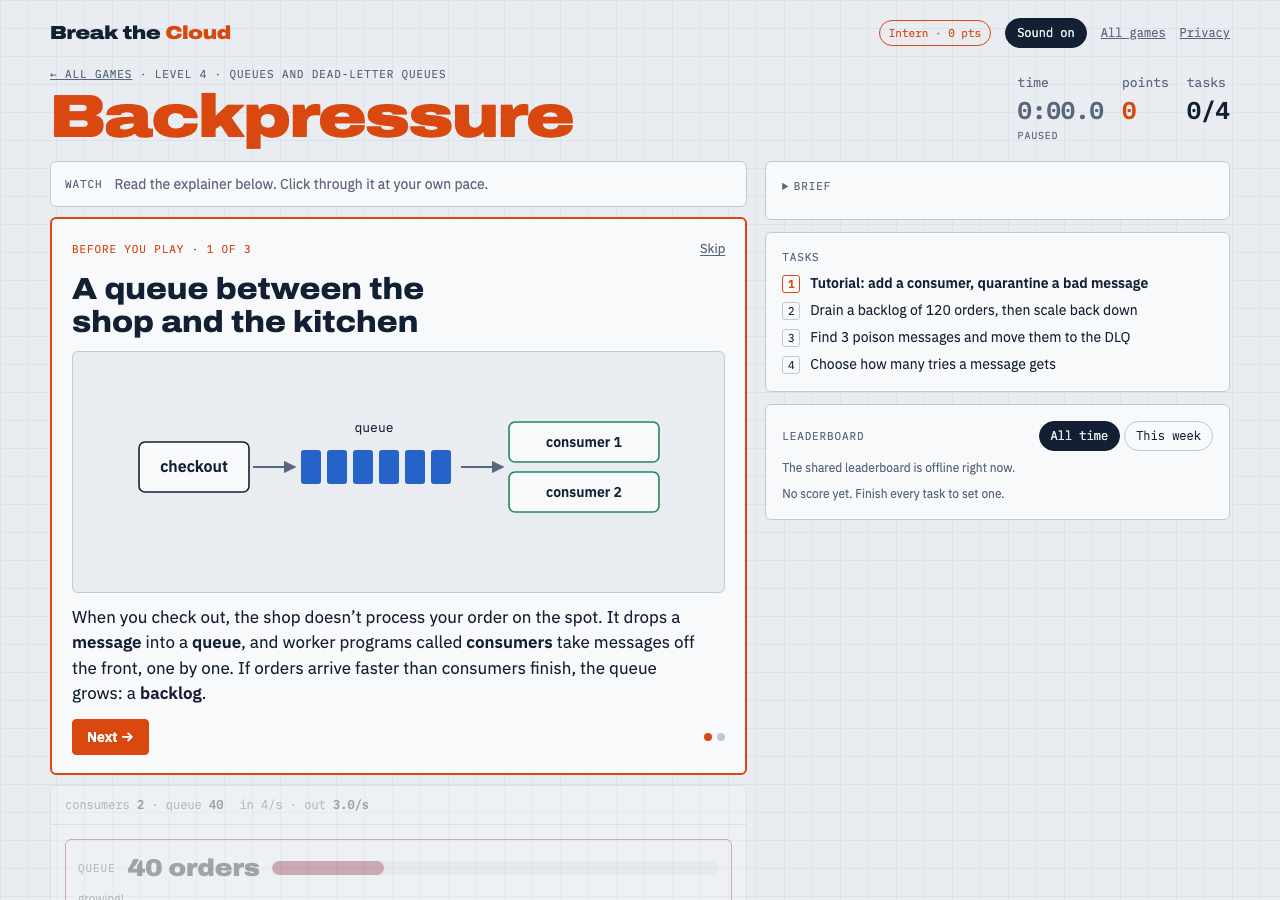 Break the Cloud
Intern · 0 pts
Sound on
All games
Privacy
← ALL GAMES · LEVEL 4 · QUEUES AND DEAD-LETTER QUEUES
Backpressure
time
points
tasks
0:00.0
0
0/4
PAUSED
WATCH Read the explainer below. Click through it at your own pace.
BEFORE YOU PLAY · 1 OF 3
Skip
A queue between the
shop and the kitchen
queue
checkout
consumer 1
consumer 2
When you check out, the shop doesn’t process your order on the spot. It drops a
message into a queue, and worker programs called consumers take messages off
the front, one by one. If orders arrive faster than consumers finish, the queue
grows: a backlog.
Next →
consumers 2 · queue 40 in 4/s · out 3.0/s
QUEUE 40 orders
growing!
▶ BRIEF
TASKS
1 Tutorial: add a consumer, quarantine a bad message
2 Drain a backlog of 120 orders, then scale back down
3 Find 3 poison messages and move them to the DLQ
4 Choose how many tries a message gets
LEADERBOARD
All time
This week
The shared leaderboard is offline right now.
No score yet. Finish every task to set one.